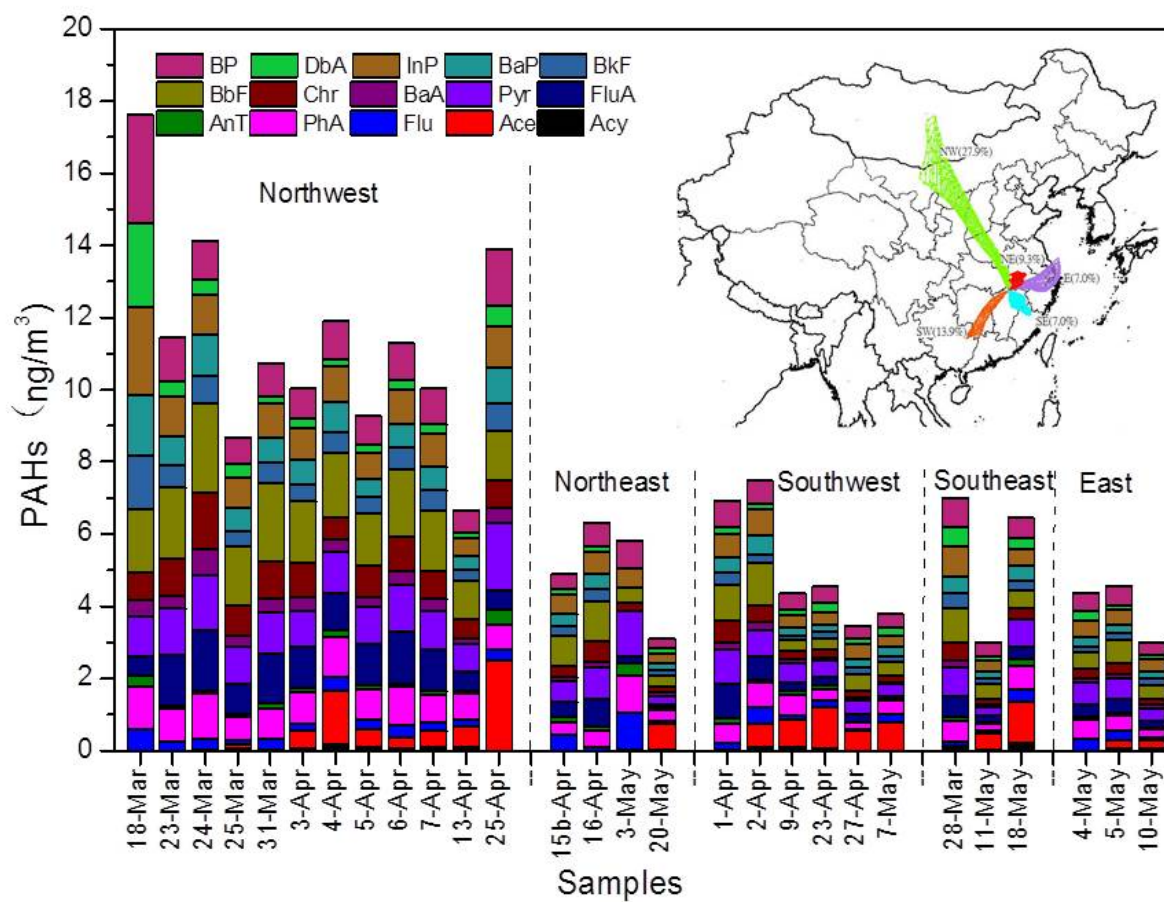 20
18
16
14
12
10
8
6
4
2
0
PAHs (ng/m³)
BP DbA InP BaP BkF
BbF Chr BaA Pyr FluA
AnT PhA Flu Ace Acy
Northwest
Northeast
Southwest
Southeast
East
NW(27.9%)
NE(9.3%)
E(7.0%)
SE(7.0%)
SW(13.9%)
18-Mar
23-Mar
24-Mar
25-Mar
31-Mar
3-Apr
4-Apr
5-Apr
6-Apr
7-Apr
13-Apr
25-Apr
--
15b-Apr
16-Apr
3-May
20-May
--
1-Apr
2-Apr
9-Apr
23-Apr
27-Apr
7-May
--
28-Mar
11-May
18-May
--
4-May
5-May
10-May
Samples